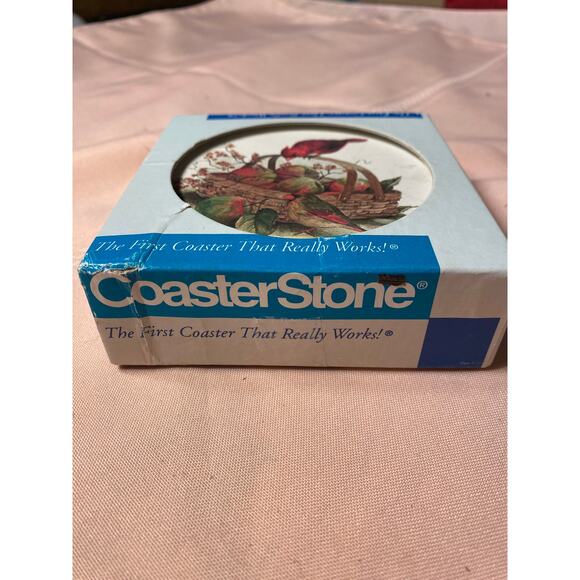 The First Coaster That Really Works!®
CoasterStone®
The First Coaster That Really Works!®